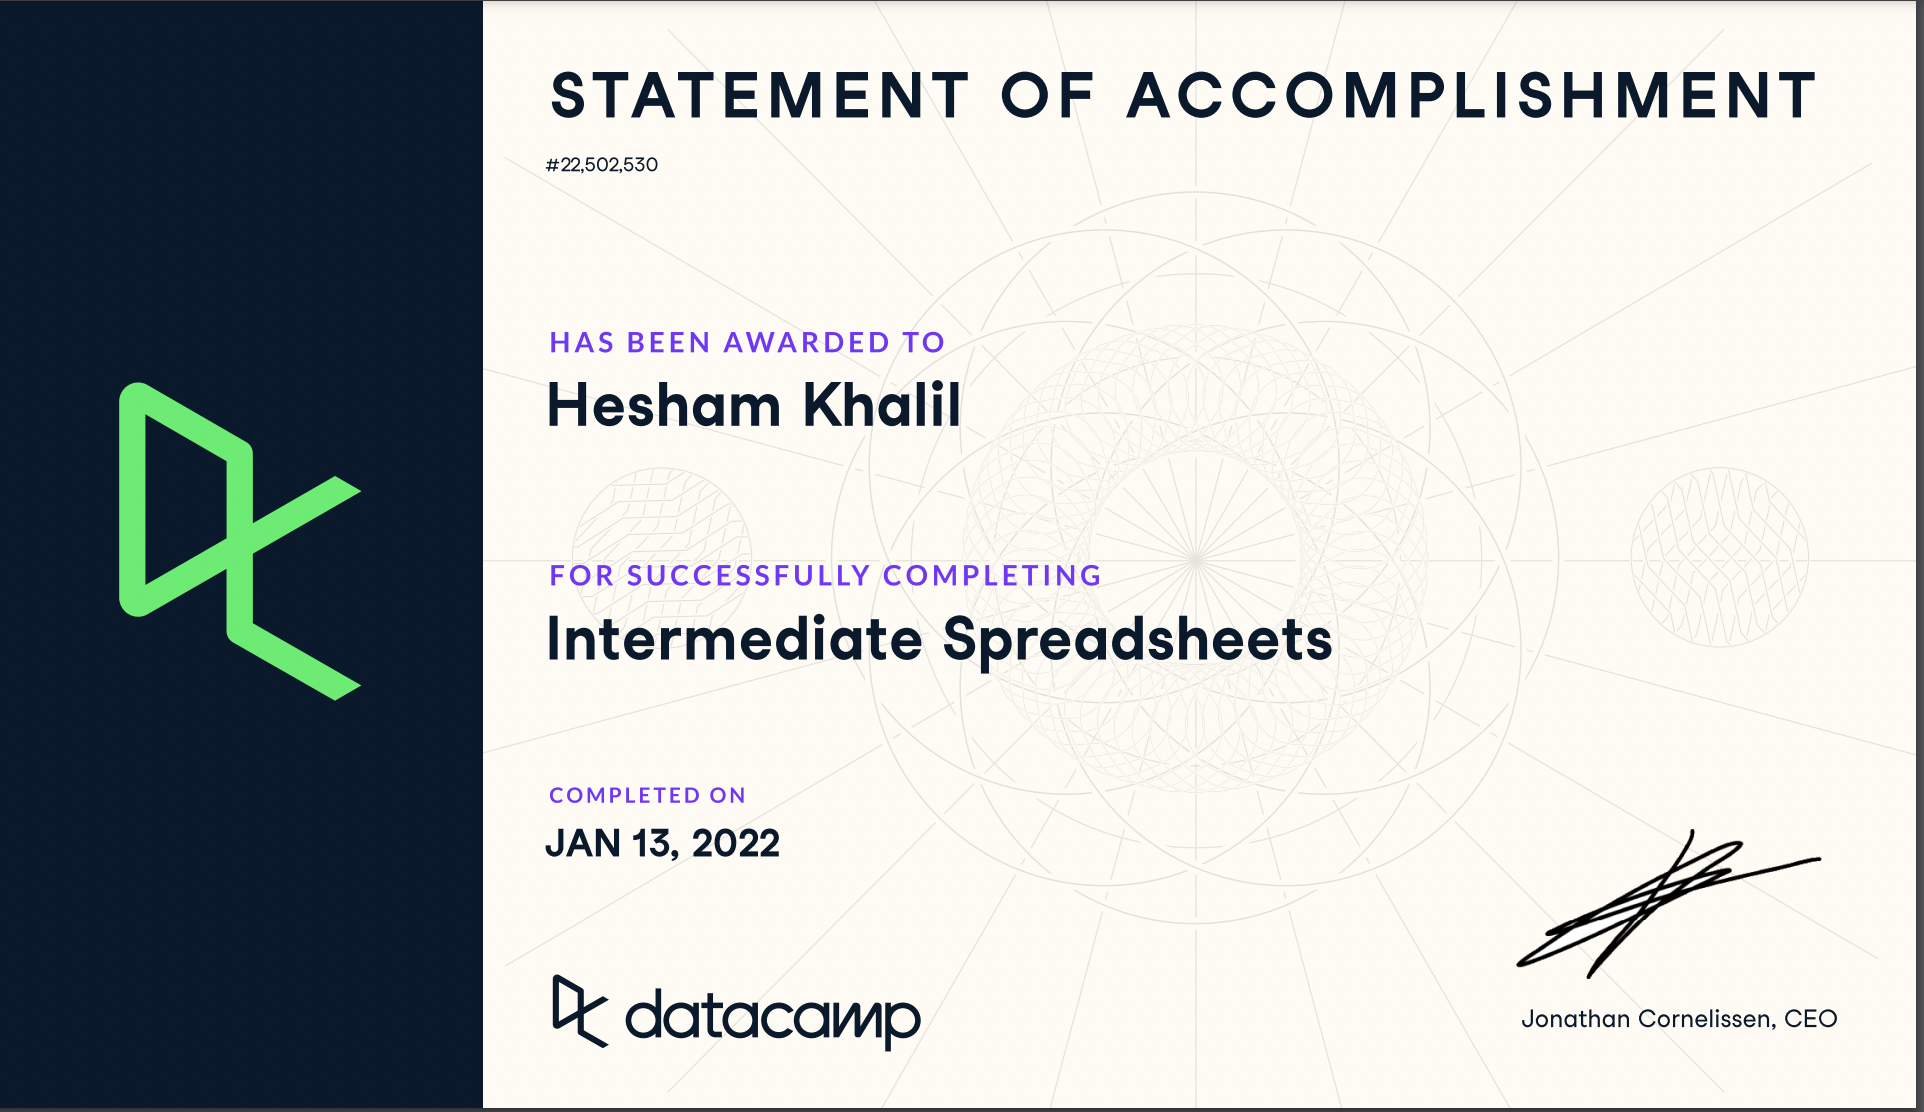 STATEMENT OF ACCOMPLISHMENT
#22,502,530
HAS BEEN AWARDED TO
Hesham Khalil
FOR SUCCESSFULLY COMPLETING
Intermediate Spreadsheets
COMPLETED ON
JAN 13, 2022
datacamp
Jonathan Cornelissen, CEO